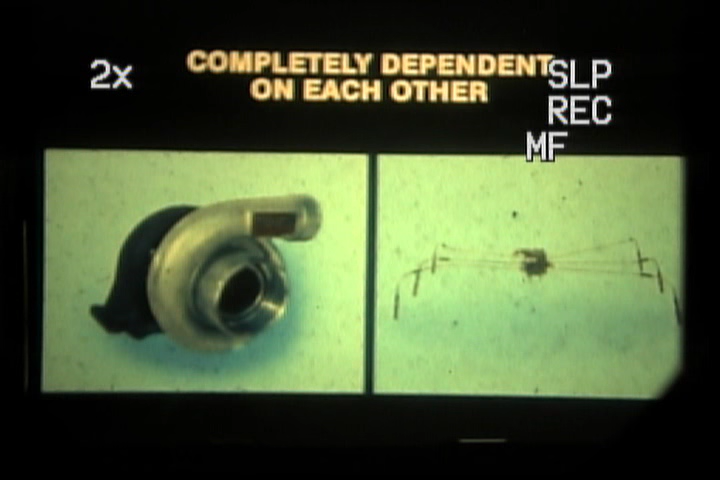 2x
COMPLETELY DEPENDENT
ON EACH OTHER
SLP
REC
MF